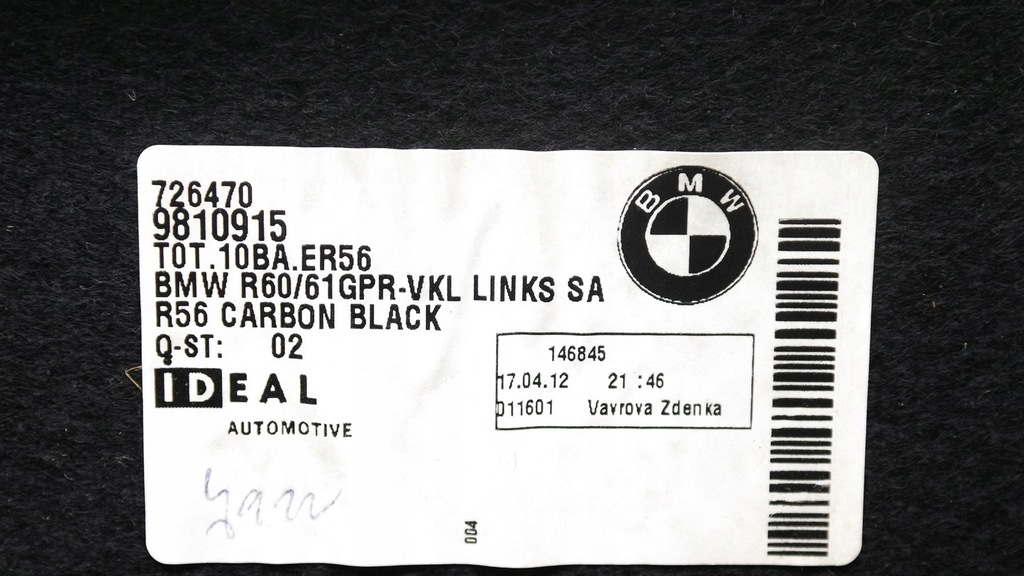 726470
9810915
TOT.10BA.ER56
BMW R60/61GPR-VKL LINKS SA
R56 CARBON BLACK
Q-ST: 02
IDEAL
AUTOMOTIVE
BMW
146845
17.04.12 21:46
D11601 Vavrova Zdenka
004